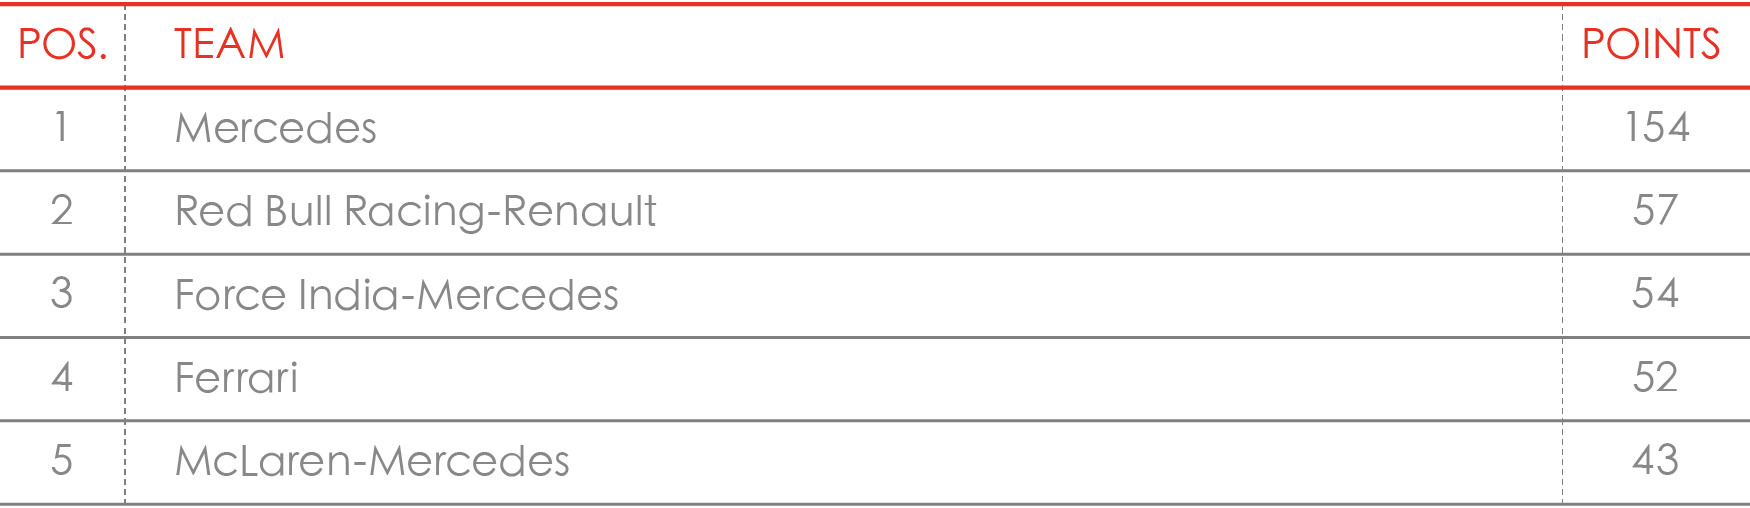 POS. TEAM POINTS
1 Mercedes 154
2 Red Bull Racing-Renault 57
3 Force India-Mercedes 54
4 Ferrari 52
5 McLaren-Mercedes 43